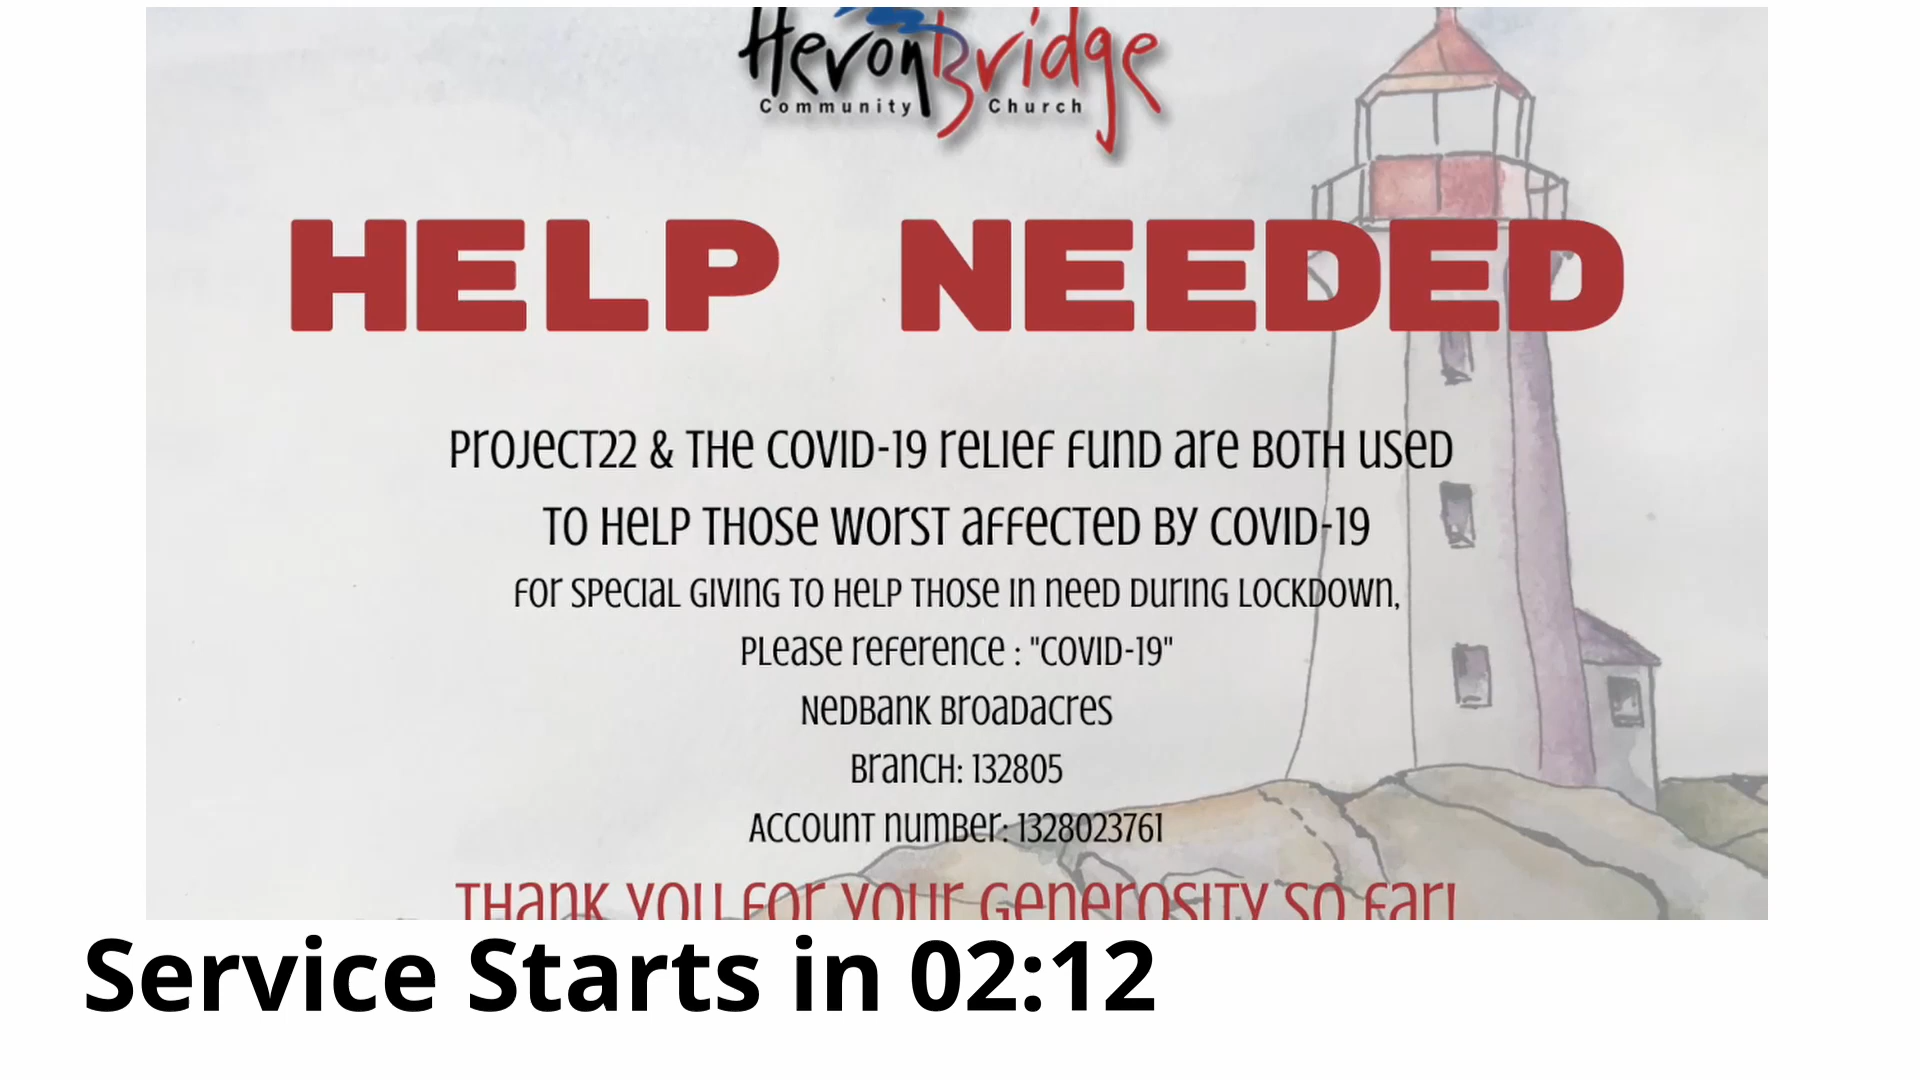 HeronBridge
Community Church
HELP NEEDED
Project22 & the COVID-19 relief fund are both used
to help those worst affected by COVID-19
For special giving to help those in need during lockdown,
please reference : "COVID-19"
Nedbank Broadacres
Branch: 132805
Account number: 1328023761
Thank you for your generosity so far!
Service Starts in 02:12